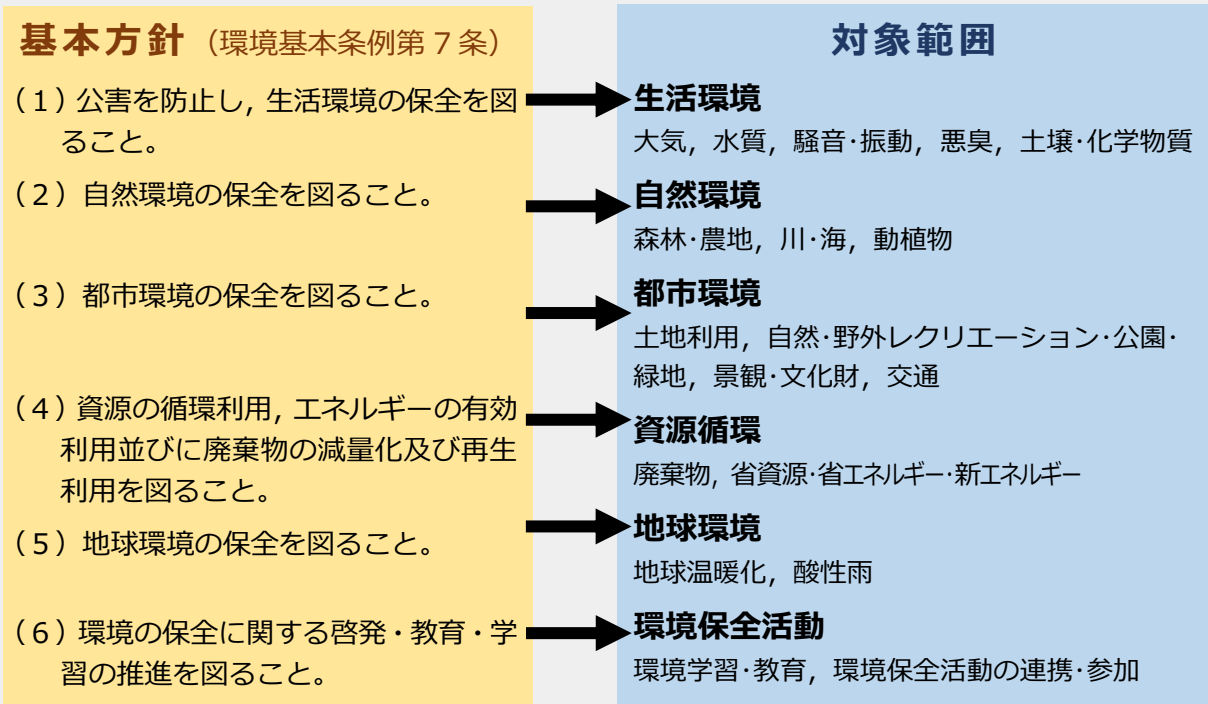 基本方針（環境基本条例第７条）
（１）公害を防止し，生活環境の保全を図
ること。
（２）自然環境の保全を図ること。
（３）都市環境の保全を図ること。
（４）資源の循環利用，エネルギーの有効
利用並びに廃棄物の減量化及び再生
利用を図ること。
（５）地球環境の保全を図ること。
（６）環境の保全に関する啓発・教育・学
習の推進を図ること。
対象範囲
生活環境
大気，水質，騒音･振動，悪臭，土壌･化学物質
自然環境
森林･農地，川･海，動植物
都市環境
土地利用，自然･野外レクリエーション･公園･
緑地，景観･文化財，交通
資源循環
廃棄物，省資源･省エネルギー･新エネルギー
地球環境
地球温暖化，酸性雨
環境保全活動
環境学習･教育，環境保全活動の連携･参加